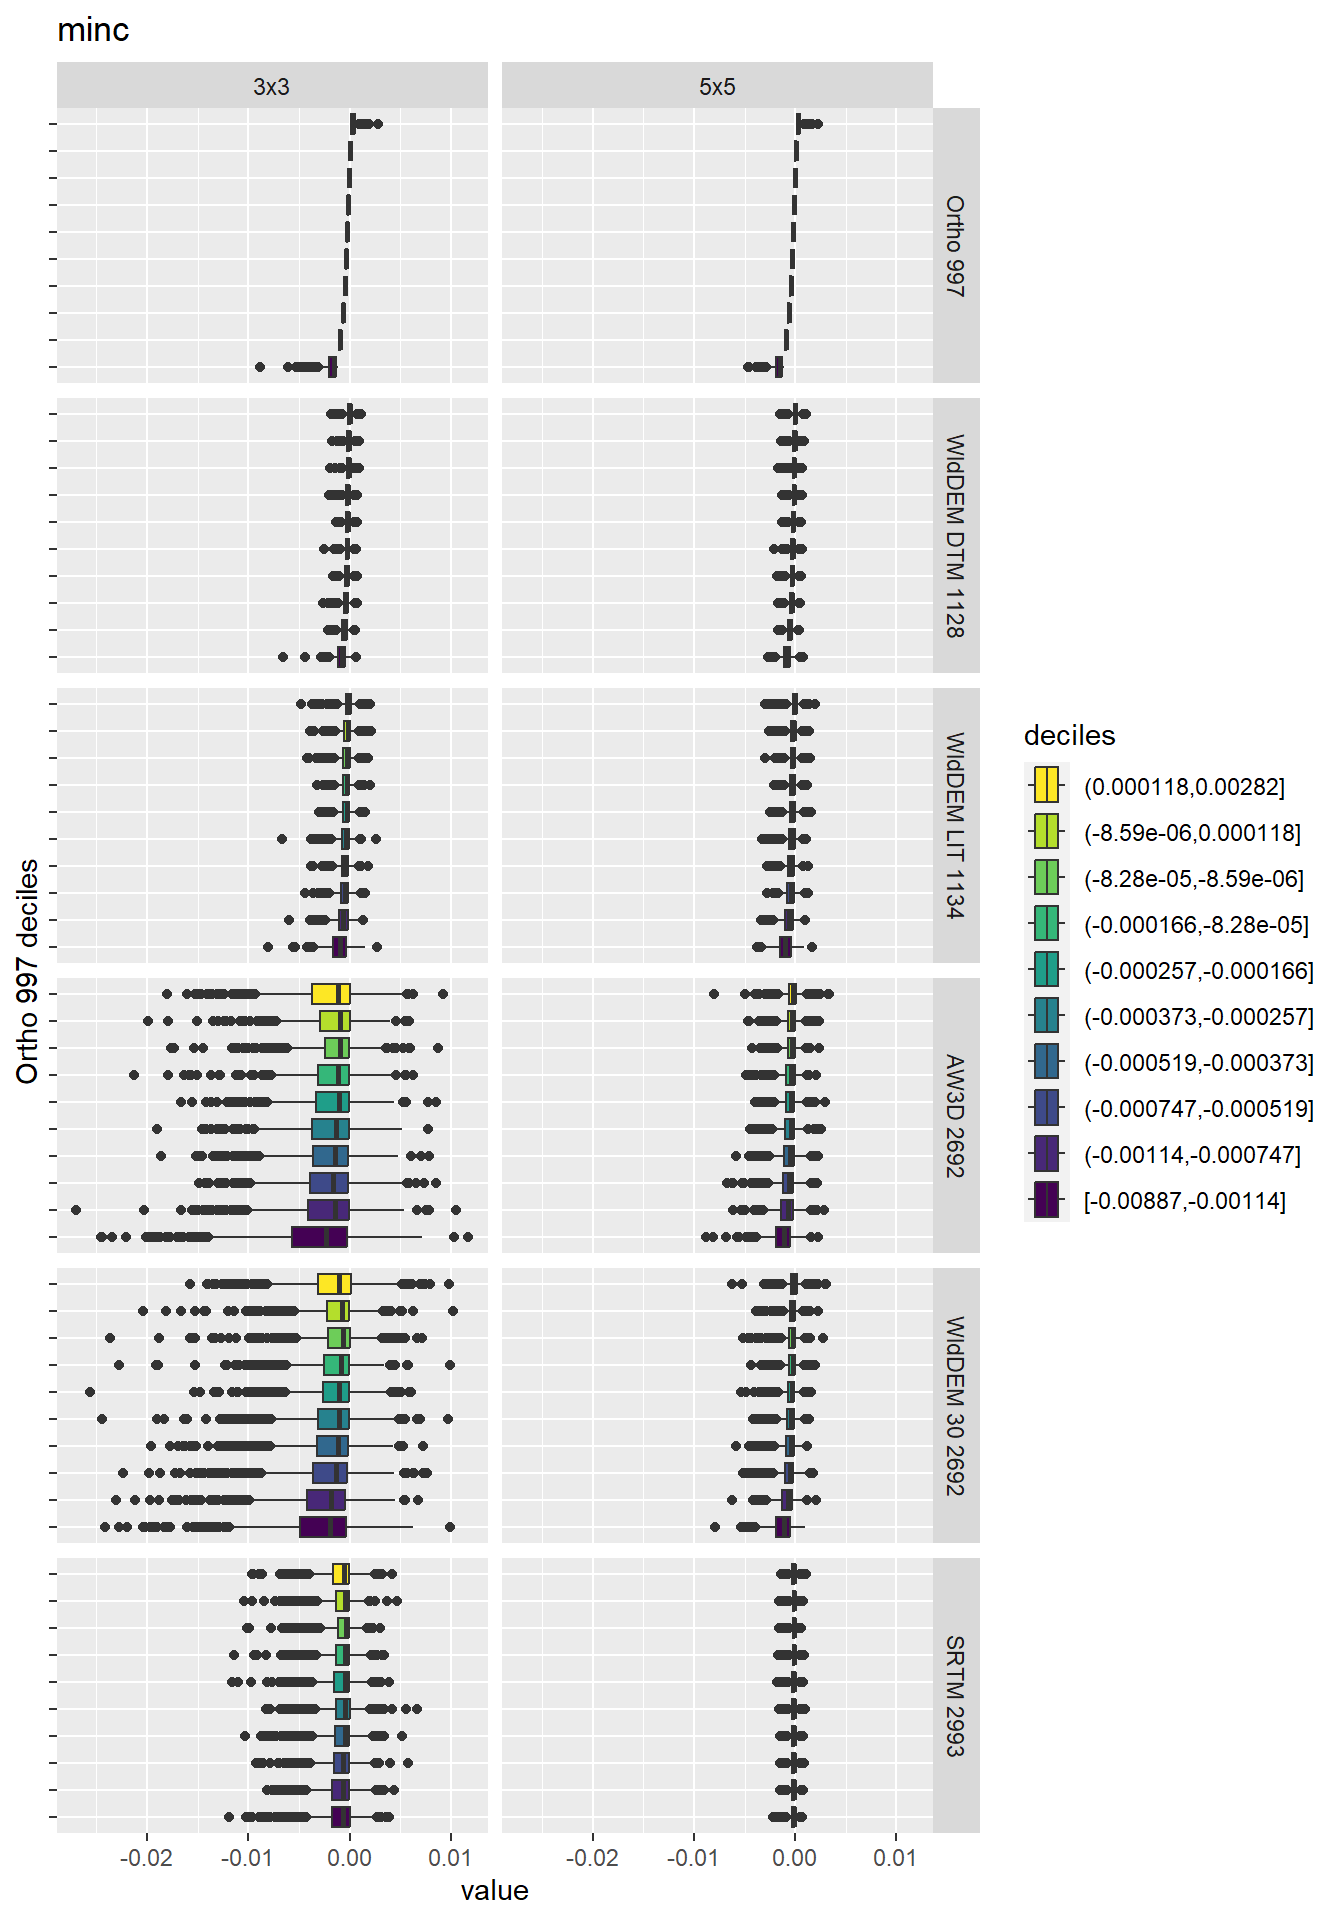 minc
3x3
5x5
Ortho 997
WldDEM DTM 1128
WldDEM LIT 1134
AW3D 2692
WldDEM 30 2692
SRTM 2993
Ortho 997 deciles
-0.02
-0.01
0.00
0.01
-0.02
-0.01
0.00
0.01
value
deciles
(0.000118,0.00282]
(-8.59e-06,0.000118]
(-8.28e-05,-8.59e-06]
(-0.000166,-8.28e-05]
(-0.000257,-0.000166]
(-0.000373,-0.000257]
(-0.000519,-0.000373]
(-0.000747,-0.000519]
(-0.00114,-0.000747]
[-0.00887,-0.00114]